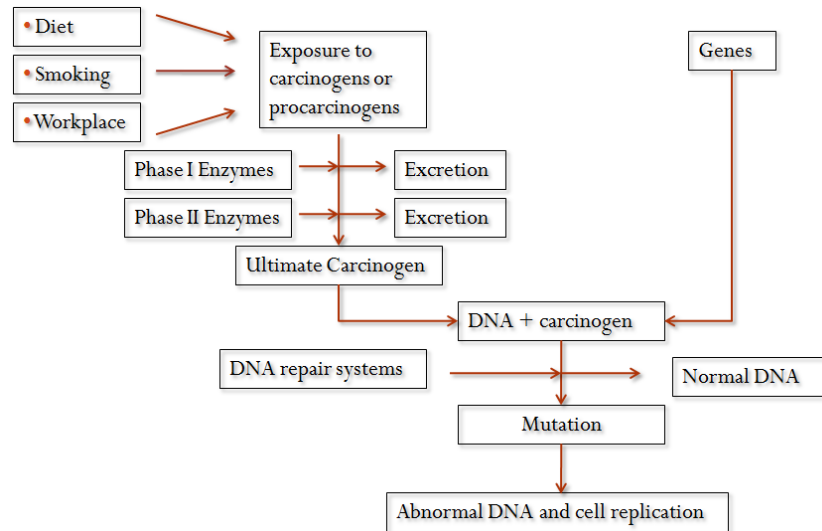 •Diet
•Smoking
•Workplace
Exposure to
carcinogens or
procarcinogens
Genes
Phase I Enzymes
Excretion
Phase II Enzymes
Excretion
Ultimate Carcinogen
DNA + carcinogen
DNA repair systems
Normal DNA
Mutation
Abnormal DNA and cell replication